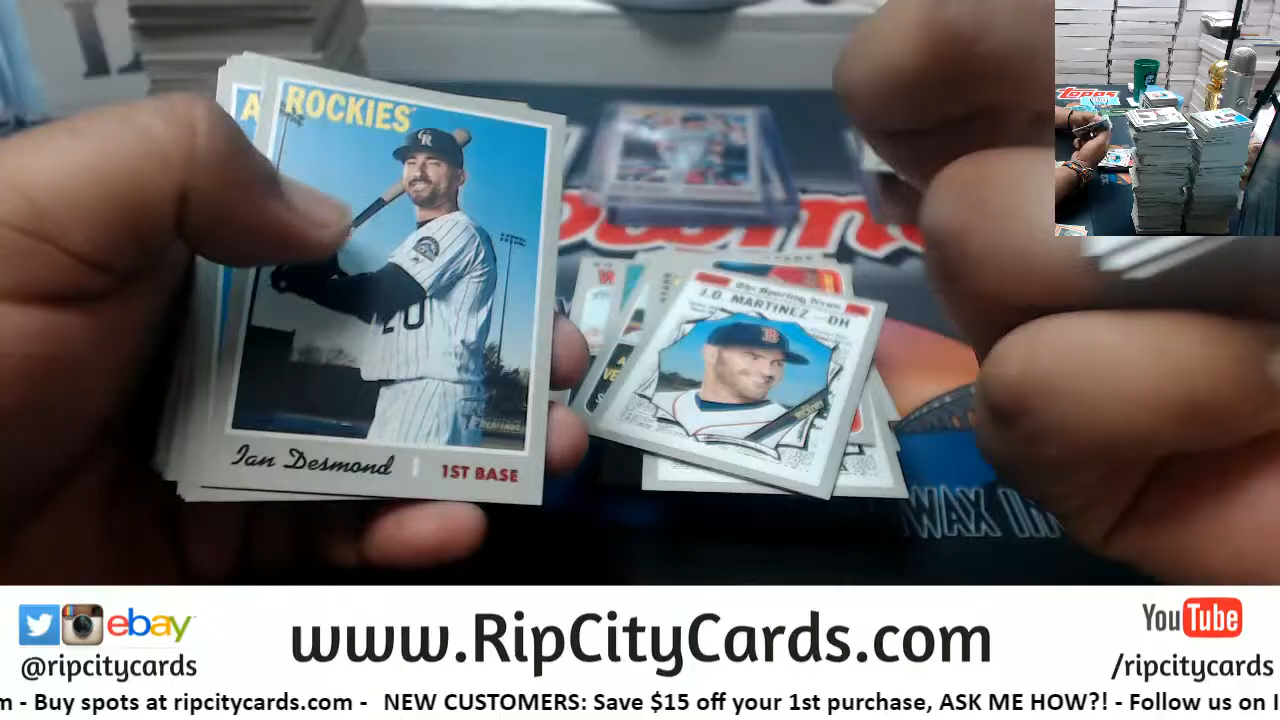 ROCKIES
CR
20
Ian Desmond
1ST BASE
A
The Sporting News
J.D. MARTINEZ - DH
B
WAX
Topps
ebay
@ripcitycards
www.RipCityCards.com
YouTube
/ripcitycards
m - Buy spots at ripcitycards.com - NEW CUSTOMERS: Save $15 off your 1st purchase, ASK ME HOW?! - Follow us on I